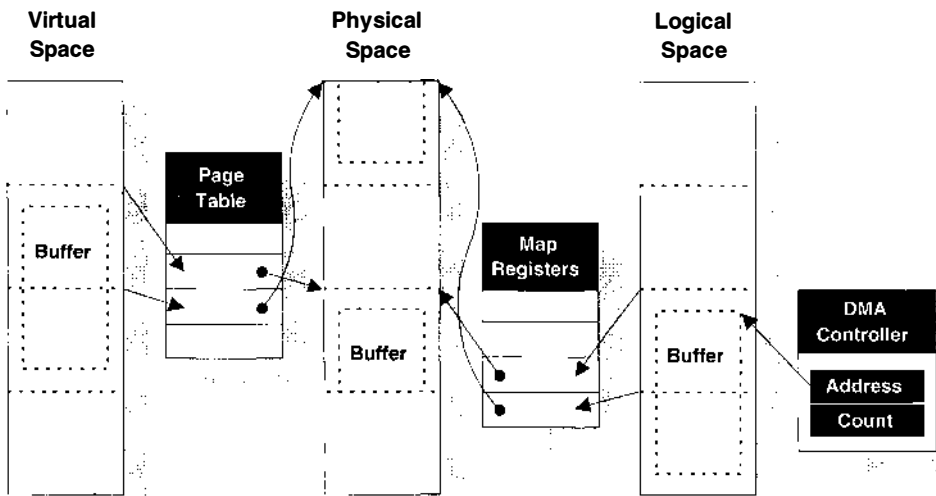 Virtual
Space
Physical
Space
Logical
Space
Page
Table
Buffer
Map
Registers
Buffer
Buffer
DMA
Controller
Address
Count